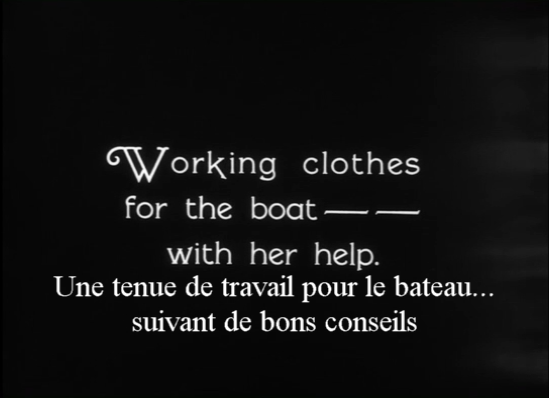 Working clothes
for the boat — —
with her help.
Une tenue de travail pour le bateau...
suivant de bons conseils